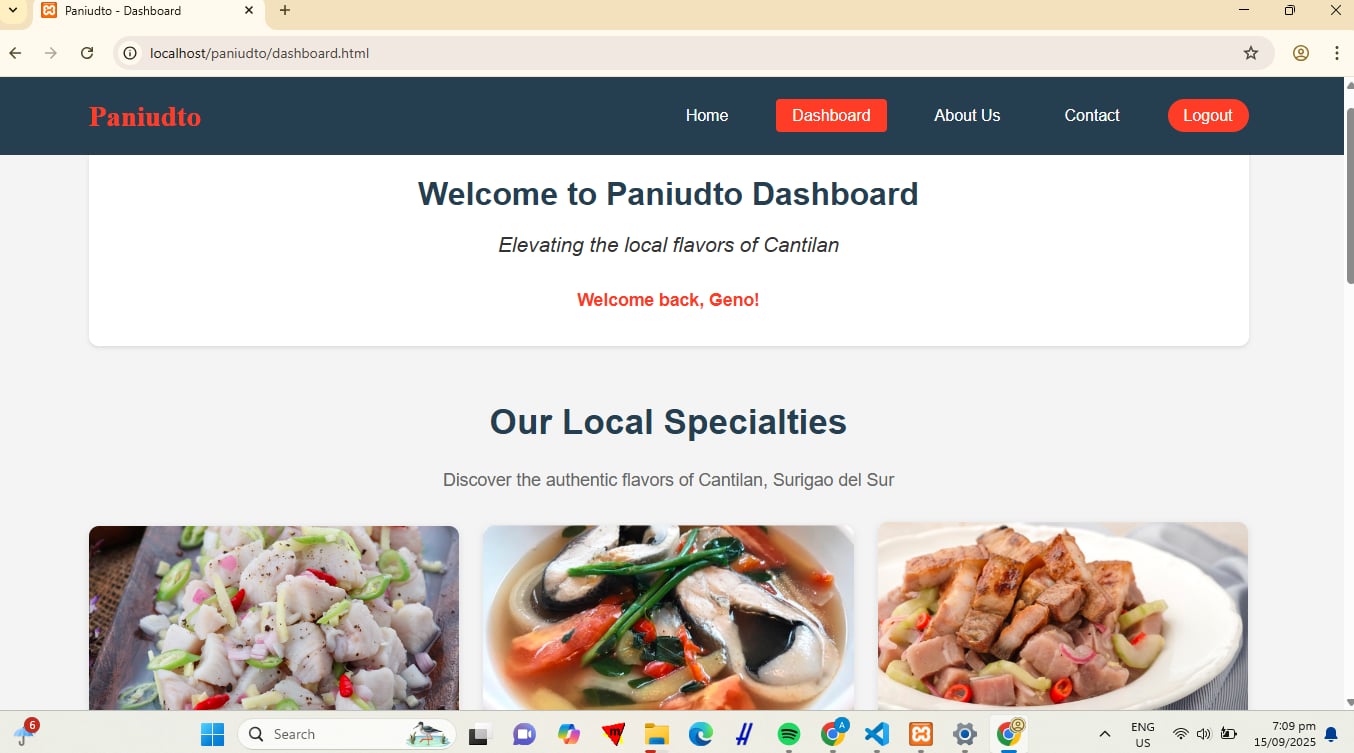 Paniudto - Dashboard
localhost/paniudto/dashboard.html
Paniudto
Home
Dashboard
About Us
Contact
Logout
Welcome to Paniudto Dashboard
Elevating the local flavors of Cantilan
Welcome back, Geno!
Our Local Specialties
Discover the authentic flavors of Cantilan, Surigao del Sur
6
Search
A
ENG
US
7:09 pm
15/09/2025